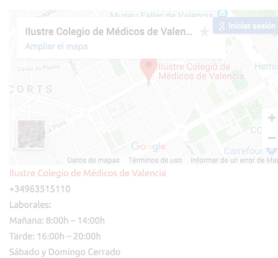 Museu Faller de Valencia
Ilustre Colegio de Médicos de Valen...
Iniciar sesión
Ampliar el mapa
Ilustre Colegio de
Médicos de Valencia
CORTS
Google
Carrefour
Datos de mapas Términos de uso Informar de un error de Map
Ilustre Colegio de Médicos de Valencia
+34963515110
Laborales:
Mañana: 8:00h – 14:00h
Tarde: 16:00h – 20:00h
Sábado y Domingo Cerrado